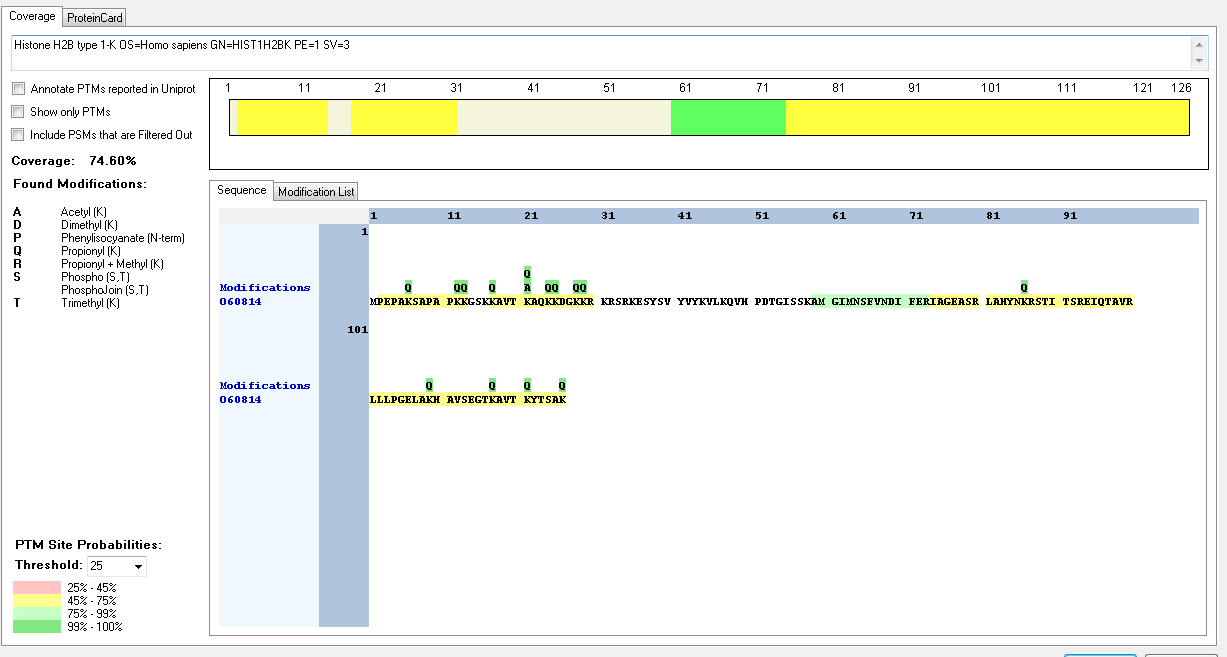 Coverage ProteinCard
Histone H2B type 1-K OS=Homo sapiens GN=HIST1H2BK PE=1 SV=3
Annotate PTMs reported in Uniprot
Show only PTMs
Include PSMs that are Filtered Out
Coverage: 74.60%
Found Modifications:
A Acetyl (K)
D Dimethyl (K)
P Phenylisocyanate (N-term)
Q Propionyl (K)
R Propionyl + Methyl (K)
S Phospho (S,T)
PhosphoJoin (S,T)
T Trimethyl (K)
PTM Site Probabilities:
Threshold: 25
25% - 45%
45% - 75%
75% - 99%
99% - 100%
1 11 21 31 41 51 61 71 81 91 101 111 121 126
Sequence Modification List
1 11 21 31 41 51 61 71 81 91
1
Q
Modifications Q QQ Q A QQ QQ Q
O60814 MPEPAKSAPA PKKGSKKAVT KAQKKDGKKR KRSRKESYSV YVYKVLKQVH PDTGISSKAM GIMNSFVNDI FERIAGEASR LAHYNKRSTI TSREIQTAVR
101
Modifications Q Q Q Q
O60814 LLLPGELAKH AVSEGTKAVT KYTSAK